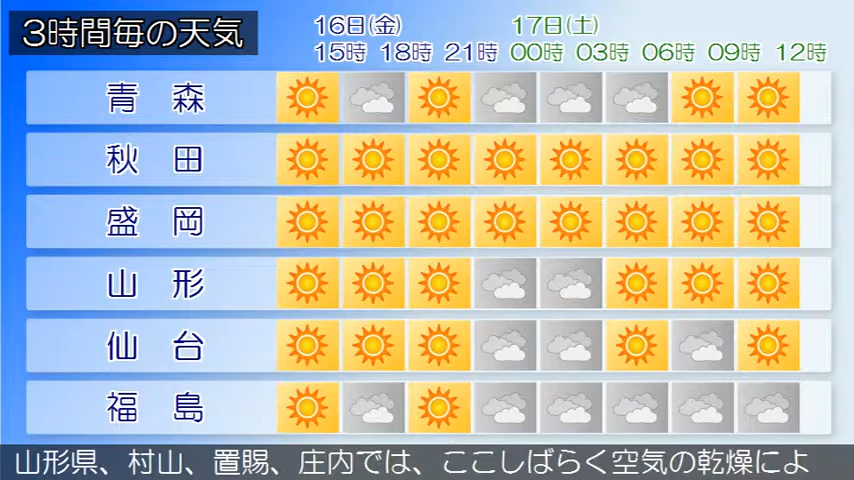 3時間毎の天気
16日(金) 17日(土)
15時 18時 21時 00時 03時 06時 09時 12時
青森
秋田
盛岡
山形
仙台
福島
山形県、村山、置賜、庄内では、ここしばらく空気の乾燥によ